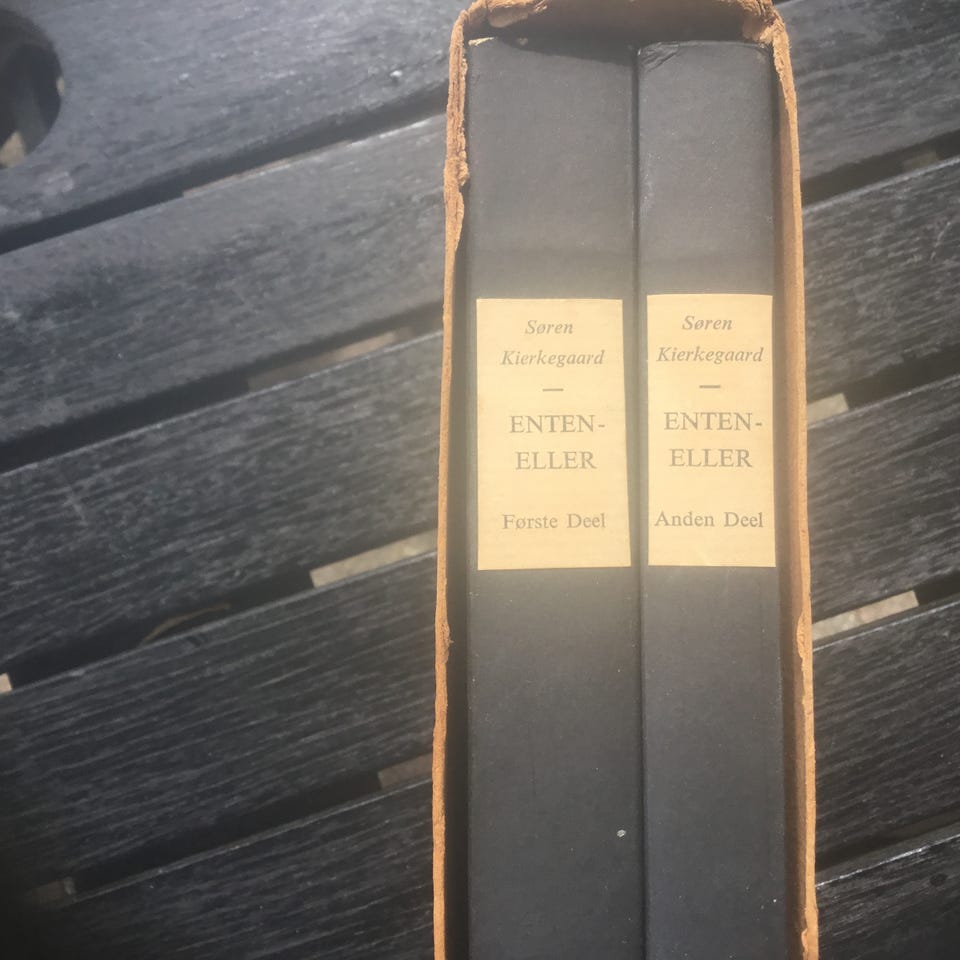 Søren
Kierkegaard
—
ENTEN-
ELLER
Første Deel
Søren
Kierkegaard
—
ENTEN-
ELLER
Anden Deel